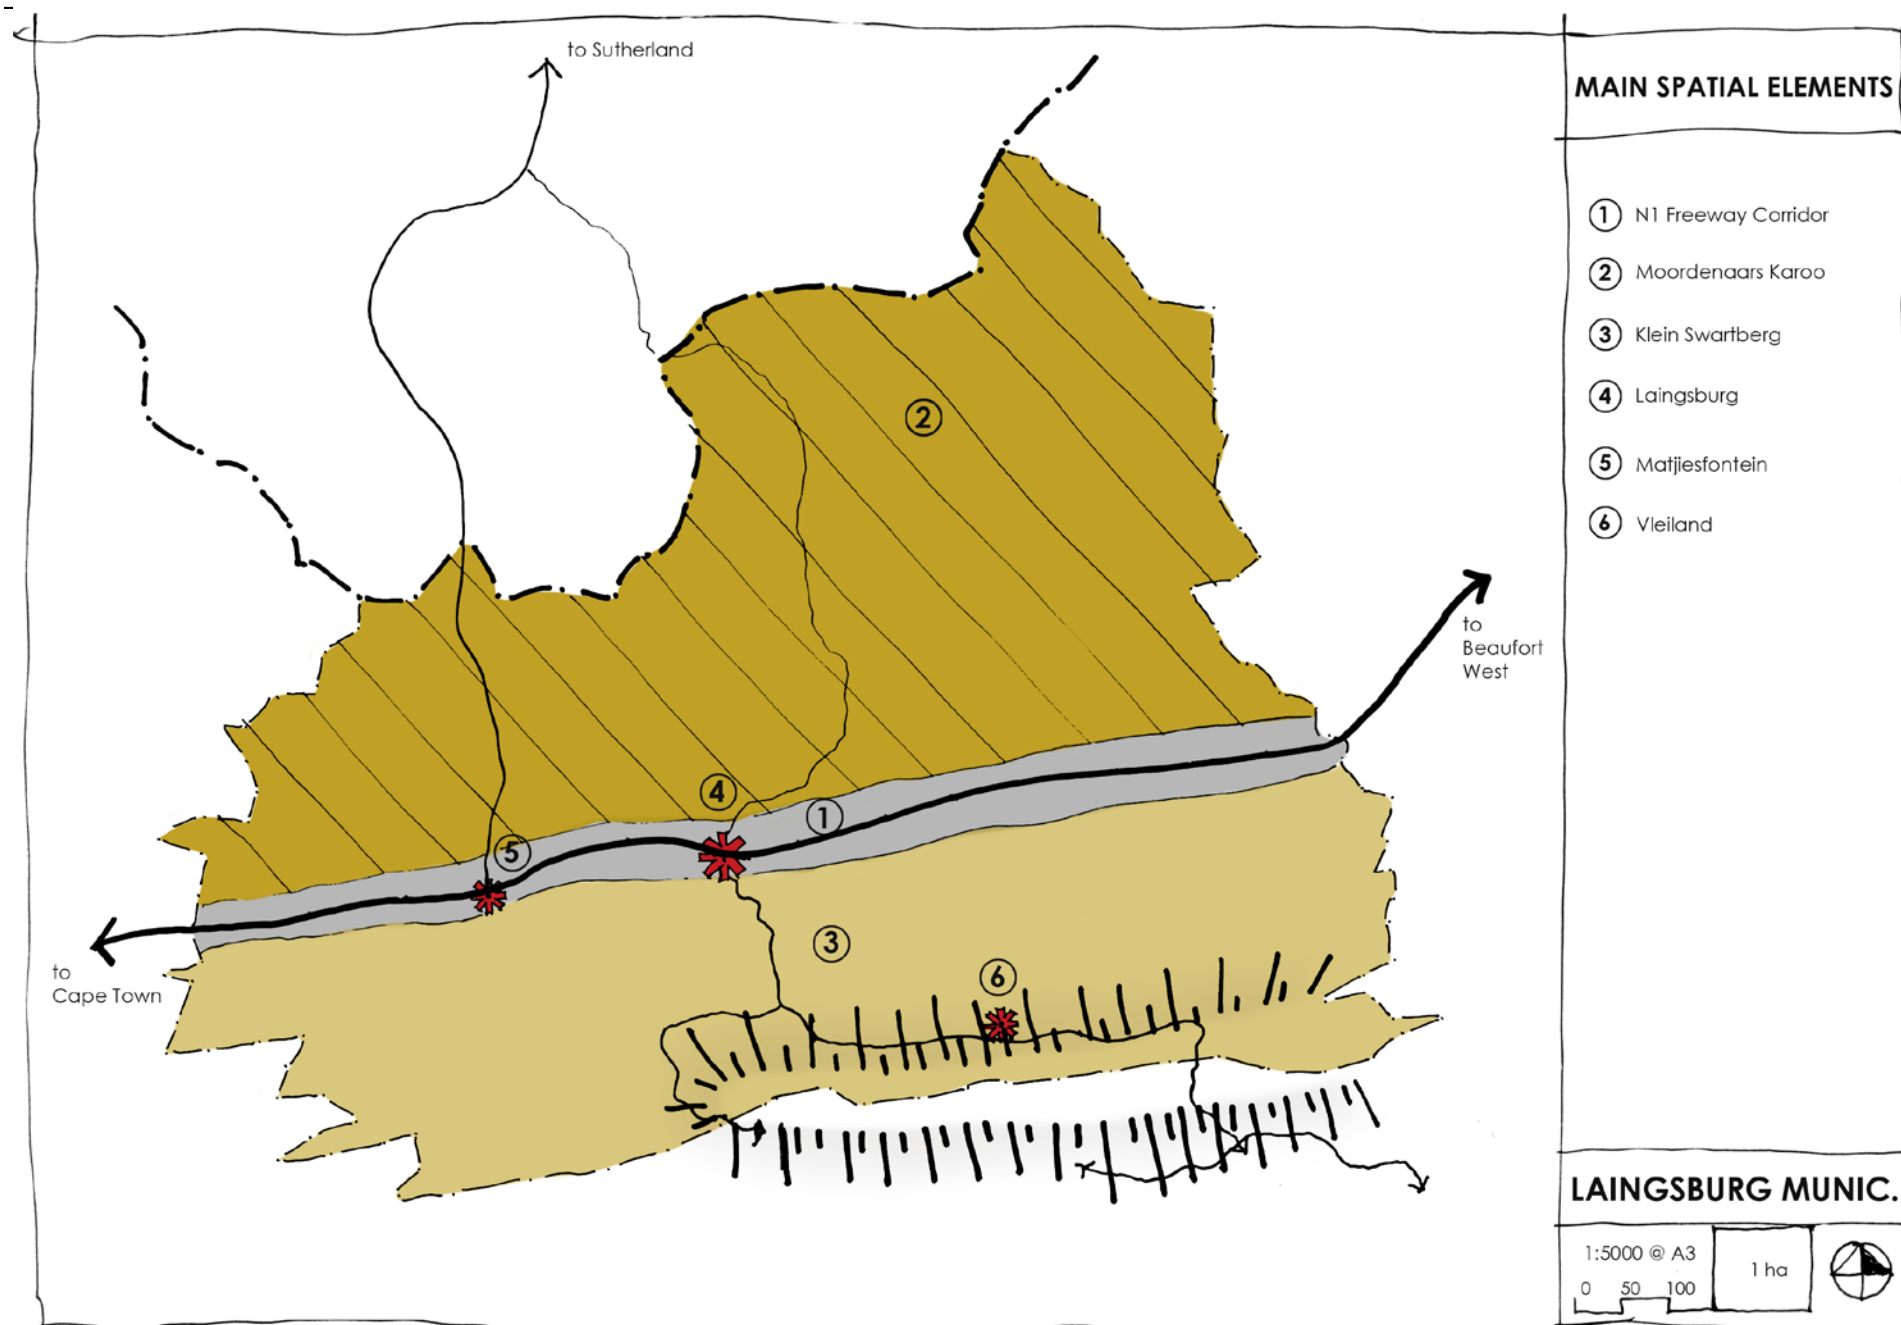 to Sutherland
2
to
Beaufort
West
4
1
5
3
6
to
Cape Town
MAIN SPATIAL ELEMENTS
1 N1 Freeway Corridor
2 Moordenaars Karoo
3 Klein Swartberg
4 Laingsburg
5 Matjiesfontein
6 Vleiland
LAINGSBURG MUNIC.
1:5000 @ A3
0 50 100
1 ha